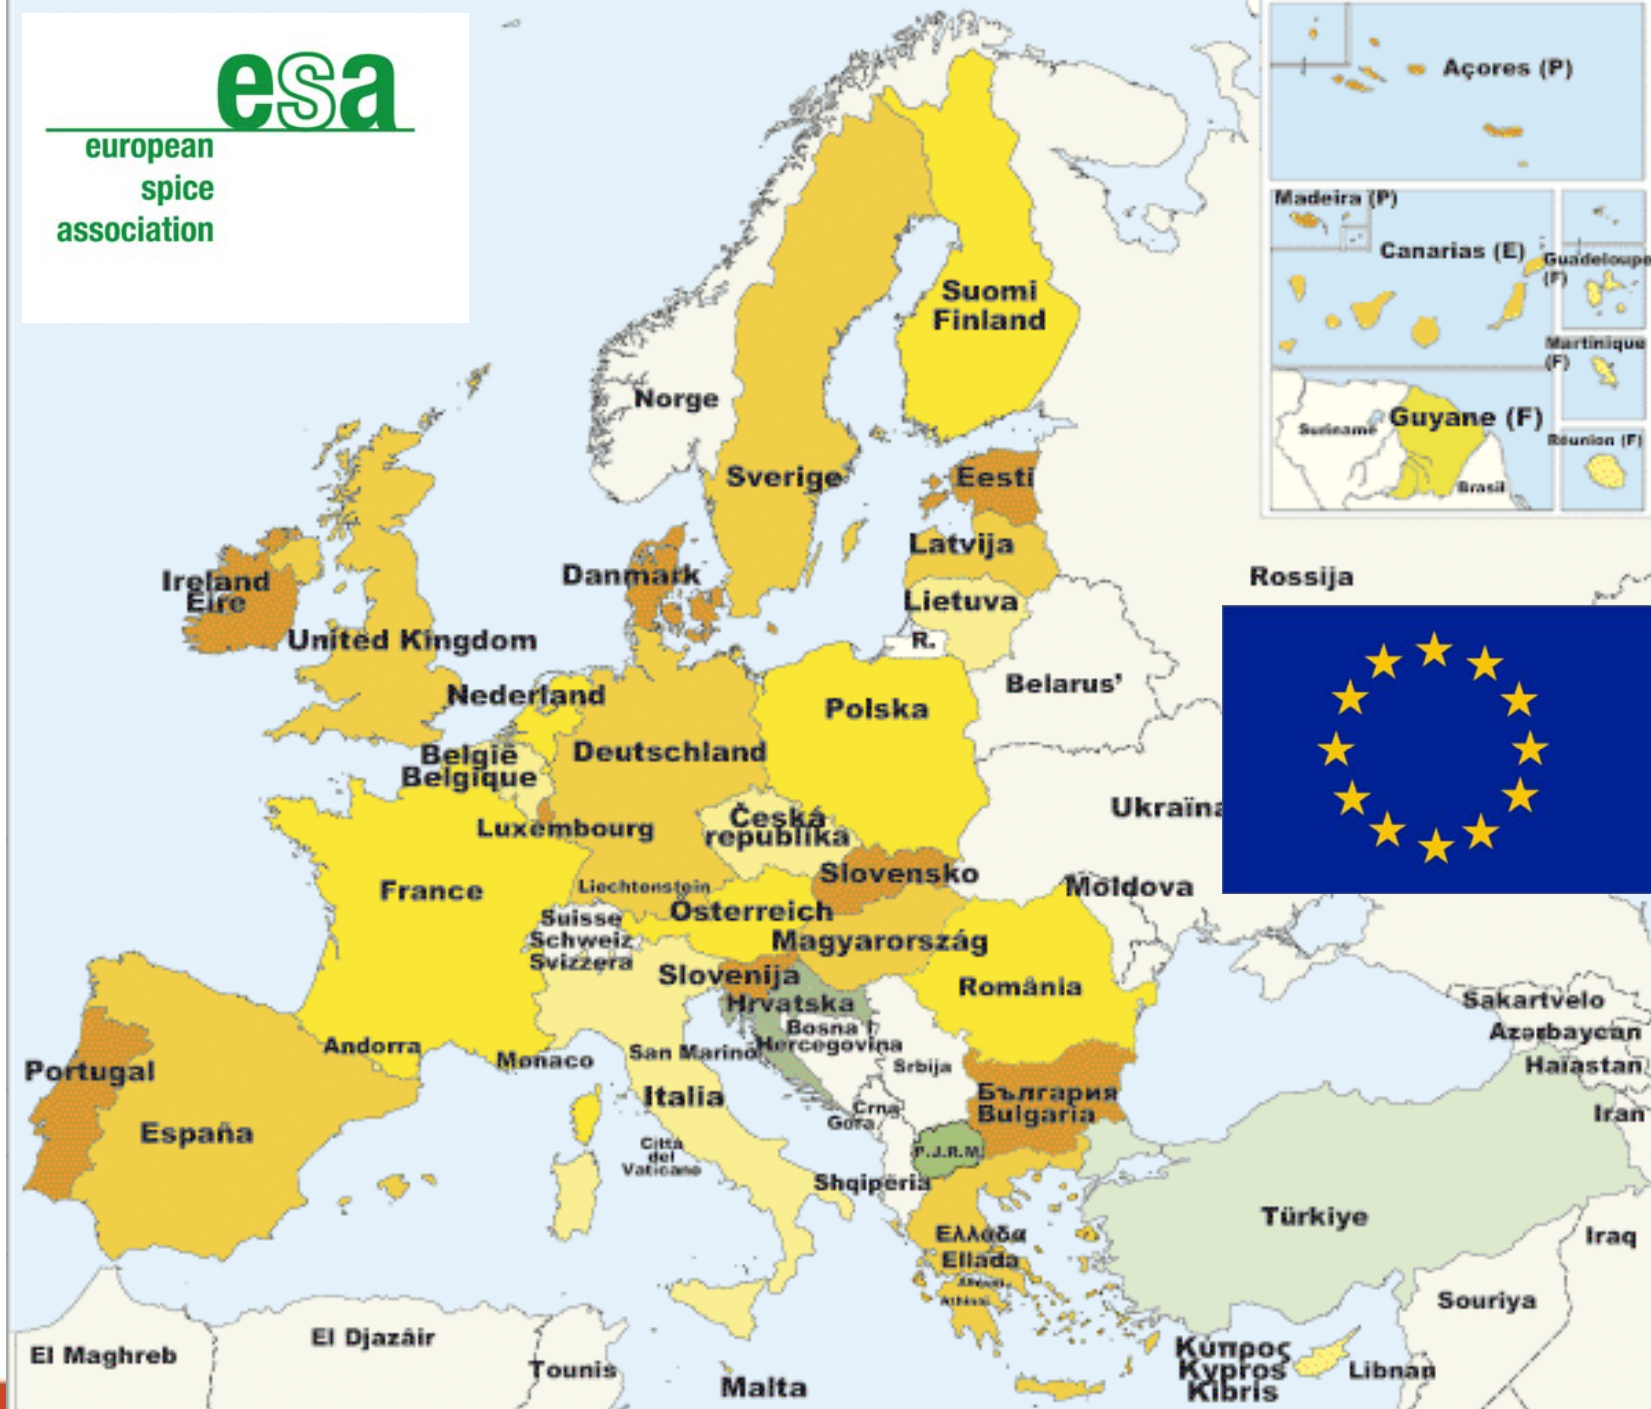 esa
european
spice
association
Açores (P)
Madeira (P)
Canarias (E)
Guadeloupe
(F)
Martinique
(F)
Guyane (F)
Suriname
Réunion (F)
Brasil
Suomi
Finland
Norge
Sverige
Eesti
Latvija
Danmark
Rossija
Ireland
Eire
Lietuva
United Kingdom
R.
Belarus'
Nederland
Polska
België
Belgique
Deutschland
Ukraïna
Česká
republika
Luxembourg
Slovensko
France
Liechtenstein
Moldova
Österreich
Suisse
Schweiz
Svizzera
Magyarország
Slovenija
România
Hrvatska
Sakartvelo
Bosna i
Hercegovina
Azərbaycan
Andorra
Monaco
San Marino
Srbija
Haïastan
Portugal
Italia
България
Bulgaria
Crna
Gora
Iran
España
Città
del
Vaticano
P.J.R.M.
Shqipëria
Türkiye
Ελλάδα
Ellada
Iraq
Athinai
Souriya
El Maghreb
El Djazâir
Tounis
Malta
Κύπρος
Kypros
Kibris
Libnan